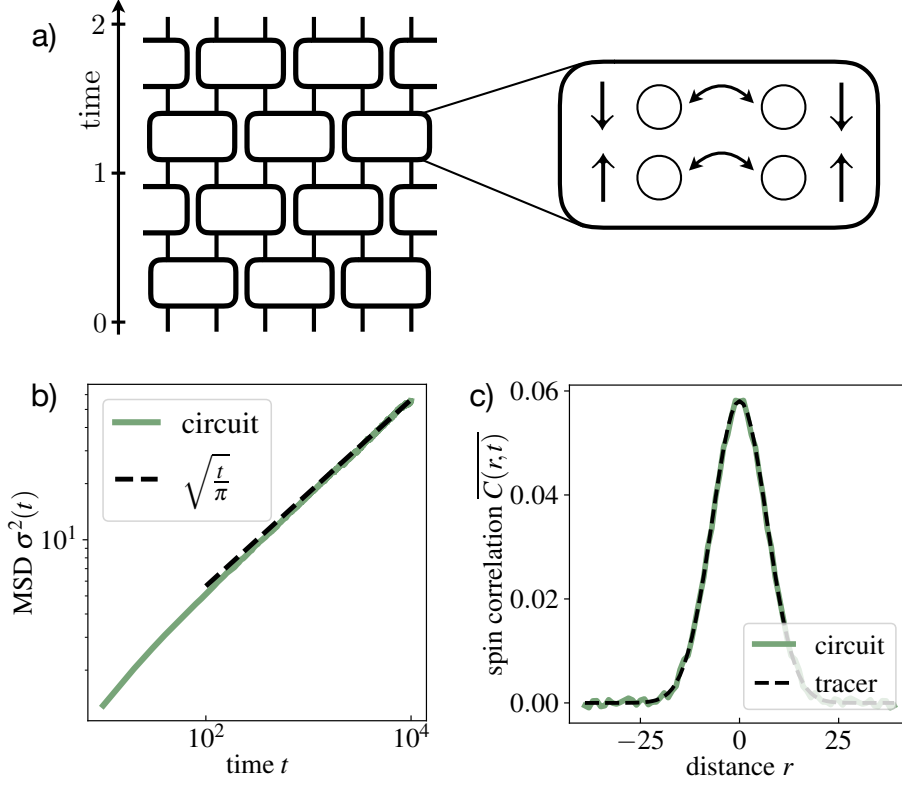 a)
time
2
1
0
b)
MSD σ²(t)
circuit
√(t/π)
10¹
10²
10⁴
time t
c)
spin correlation C(r,t)
0.06
0.04
0.02
0.00
circuit
tracer
−25
0
25
distance r